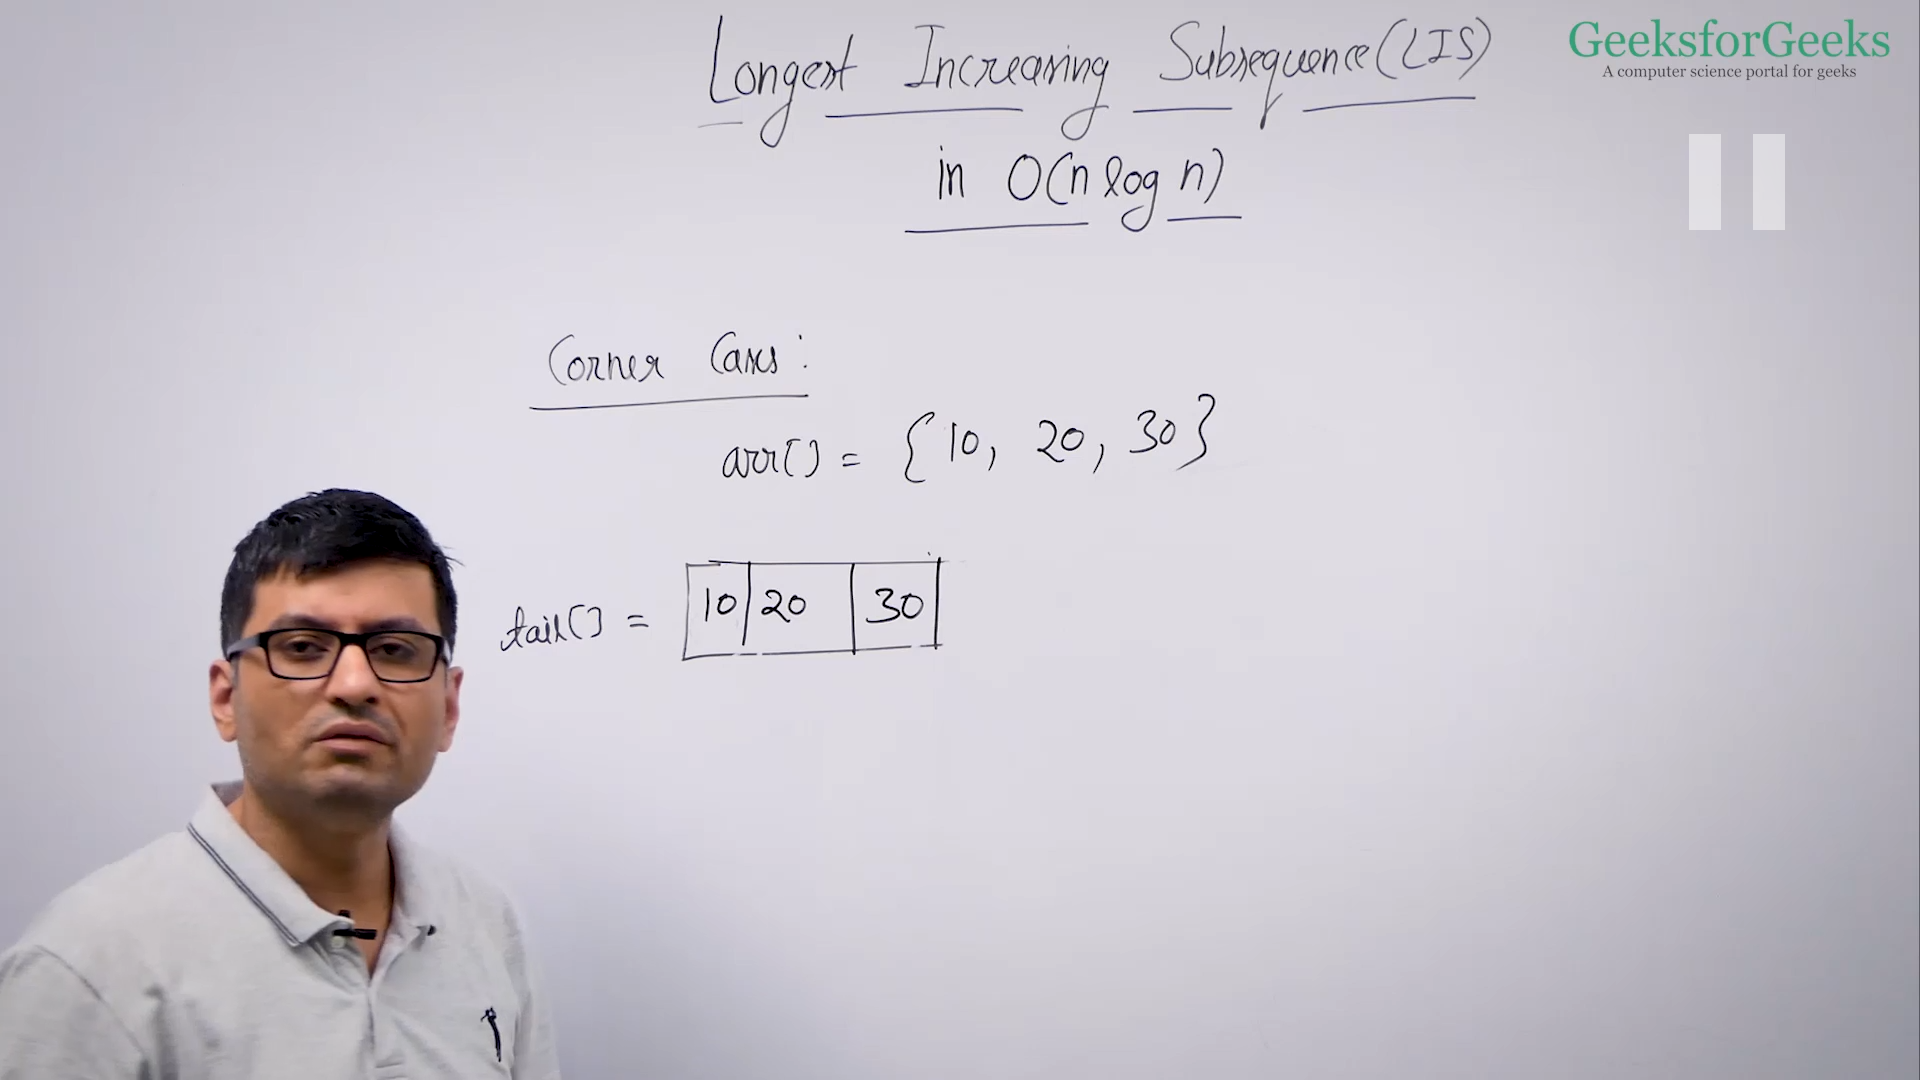 Longest Increasing Subsequence (LIS)
in O(n log n)
GeeksforGeeks
A computer science portal for geeks
Corner Cases:
arr[] = {10, 20, 30}
tail[] = 10 20 30